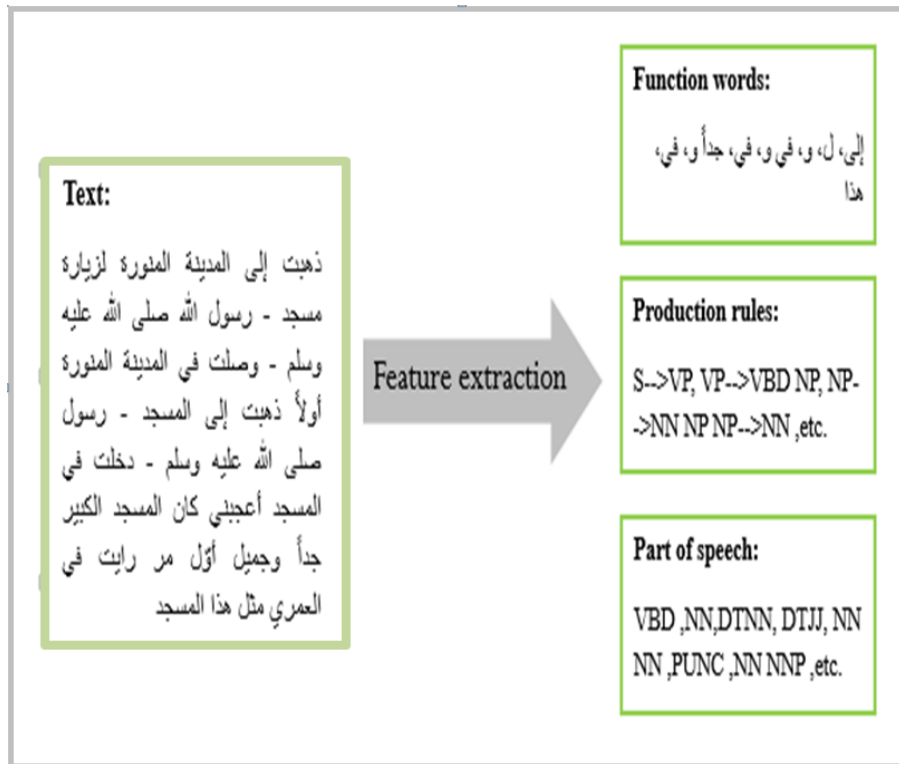 Text:
ذهبت إلى المدينة المنورة لزيارة
مسجد - رسول الله صلى الله عليه
وسلم - وصلت في المدينة المنورة
أولاً ذهبت إلى المسجد - رسول
صلى الله عليه وسلم - دخلت في
المسجد أعجبني كان المسجد الكبير
جداً وجميل أوّل مر رايت في
العمري مثل هذا المسجد
Feature extraction
Function words:
إلى، ل، و، في و، في، جداً و، في،
هذا
Production rules:
S-->VP, VP-->VBD NP, NP-
->NN NP NP-->NN ,etc.
Part of speech:
VBD ,NN,DTNN, DTJJ, NN
NN ,PUNC ,NN NNP ,etc.